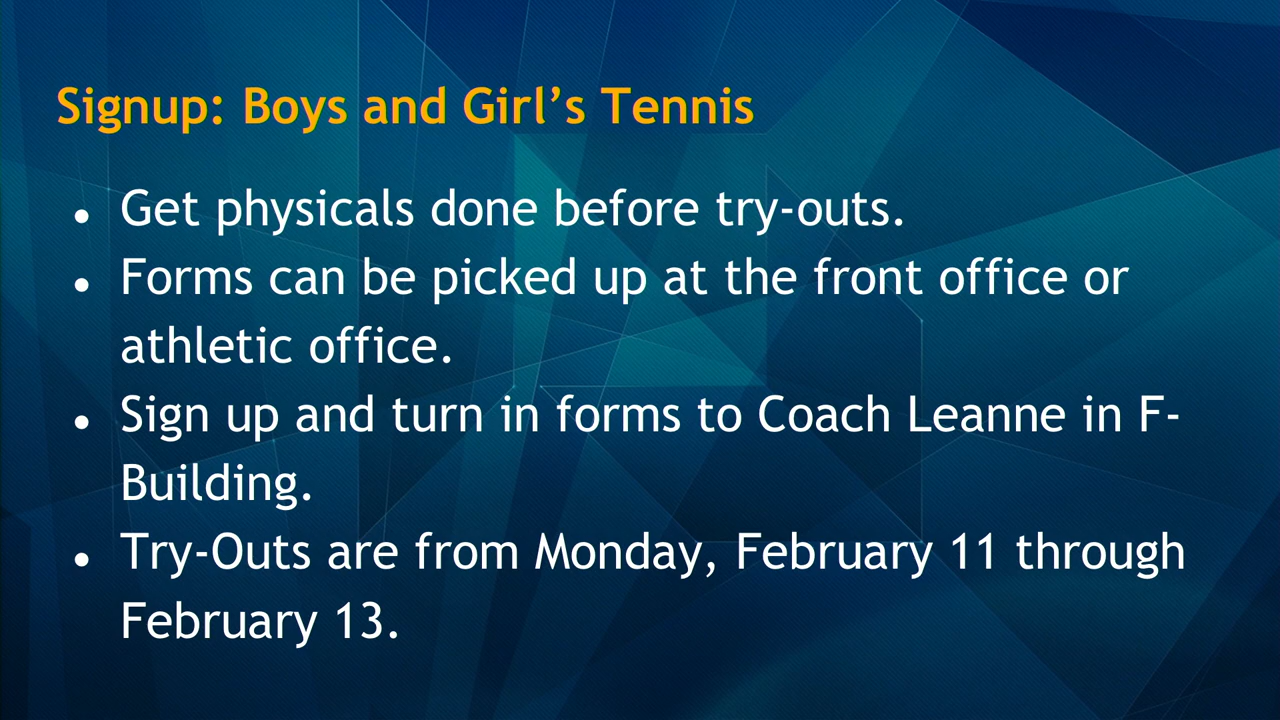 Signup: Boys and Girl’s Tennis
• Get physicals done before try-outs.
• Forms can be picked up at the front office or
athletic office.
• Sign up and turn in forms to Coach Leanne in F-
Building.
• Try-Outs are from Monday, February 11 through
February 13.